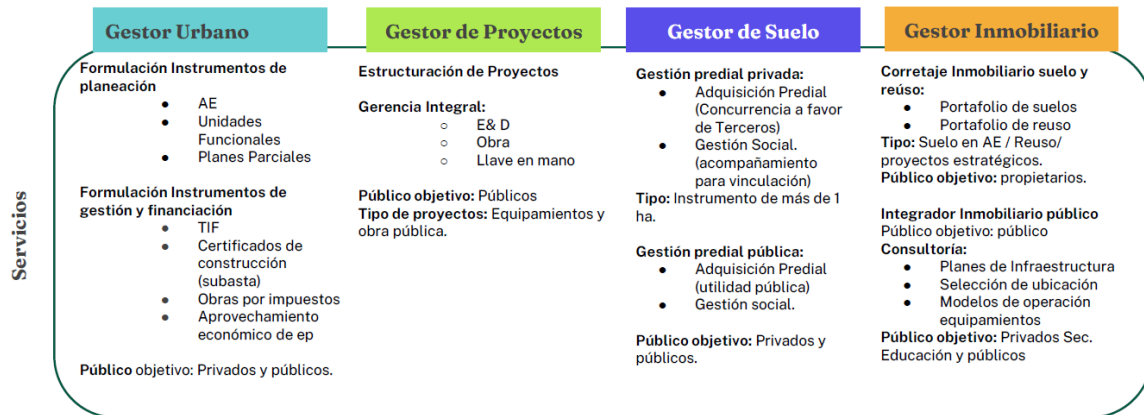 Servicios
Gestor Urbano
Formulación Instrumentos de
planeación
● AE
● Unidades
Funcionales
● Planes Parciales
Formulación Instrumentos de
gestión y financiación
● TIF
● Certificados de
construcción
(subasta)
● Obras por impuestos
● Aprovechamiento
económico de ep
Público objetivo: Privados y públicos.
Gestor de Proyectos
Estructuración de Proyectos
Gerencia Integral:
○ E& D
○ Obra
○ Llave en mano
Público objetivo: Públicos
Tipo de proyectos: Equipamientos y
obra pública.
Gestor de Suelo
Gestión predial privada:
● Adquisición Predial
(Concurrencia a favor
de Terceros)
● Gestión Social.
(acompañamiento
para vinculación)
Tipo: Instrumento de más de 1
ha.
Gestión predial pública:
● Adquisición Predial
(utilidad pública)
● Gestión social.
Público objetivo: Privados y
públicos.
Gestor Inmobiliario
Corretaje Inmobiliario suelo y
reúso:
● Portafolio de suelos
● Portafolio de reuso
Tipo: Suelo en AE / Reuso/
proyectos estratégicos.
Público objetivo: propietarios.
Integrador Inmobiliario público
Público objetivo: público
Consultoría:
● Planes de Infraestructura
● Selección de ubicación
● Modelos de operación
equipamientos
Público objetivo: Privados Sec.
Educación y públicos